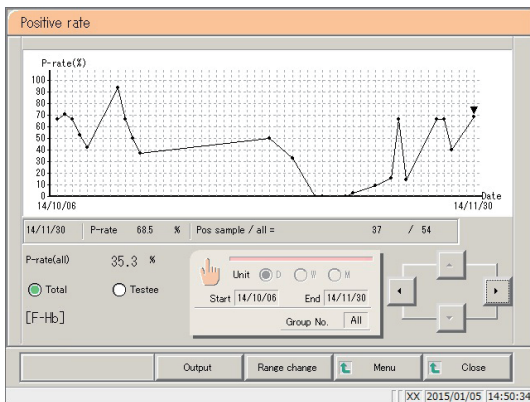 Positive rate
P-rate(%)
100
90
80
70
60
50
40
30
20
10
0
Date
14/10/06 14/11/30
14/11/30 P-rate 68.5 % Pos sample / all = 37 / 54
P-rate(all) 35.3 %
Unit D W M
Total Testee
Start 14/10/06 End 14/11/30
[F-Hb]
Group No. All
Output Range change Menu Close
XX 2015/01/05 14:50:34